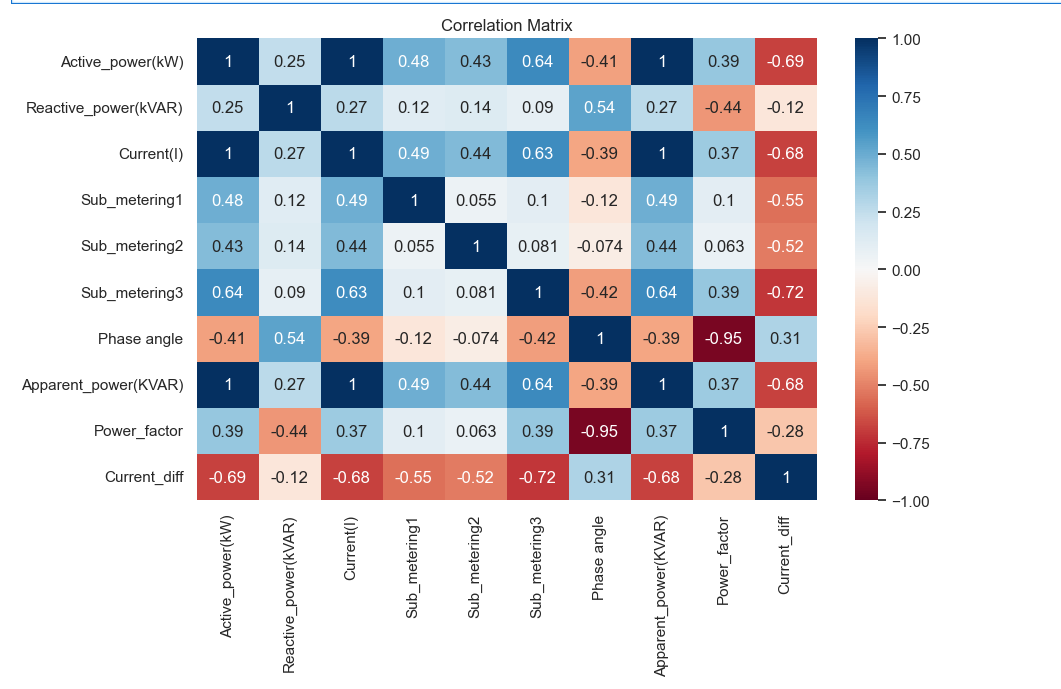 Correlation Matrix
Active_power(kW) 1 0.25 1 0.48 0.43 0.64 -0.41 1 0.39 -0.69
Reactive_power(kVAR) 0.25 1 0.27 0.12 0.14 0.09 0.54 0.27 -0.44 -0.12
Current(I) 1 0.27 1 0.49 0.44 0.63 -0.39 1 0.37 -0.68
Sub_metering1 0.48 0.12 0.49 1 0.055 0.1 -0.12 0.49 0.1 -0.55
Sub_metering2 0.43 0.14 0.44 0.055 1 0.081 -0.074 0.44 0.063 -0.52
Sub_metering3 0.64 0.09 0.63 0.1 0.081 1 -0.42 0.64 0.39 -0.72
Phase angle -0.41 0.54 -0.39 -0.12 -0.074 -0.42 1 -0.39 -0.95 0.31
Apparent_power(KVAR) 1 0.27 1 0.49 0.44 0.64 -0.39 1 0.37 -0.68
Power_factor 0.39 -0.44 0.37 0.1 0.063 0.39 -0.95 0.37 1 -0.28
Current_diff -0.69 -0.12 -0.68 -0.55 -0.52 -0.72 0.31 -0.68 -0.28 1
Active_power(kW)
Reactive_power(kVAR)
Current(I)
Sub_metering1
Sub_metering2
Sub_metering3
Phase angle
Apparent_power(KVAR)
Power_factor
Current_diff
1.00
0.75
0.50
0.25
0.00
−0.25
−0.50
−0.75
−1.00